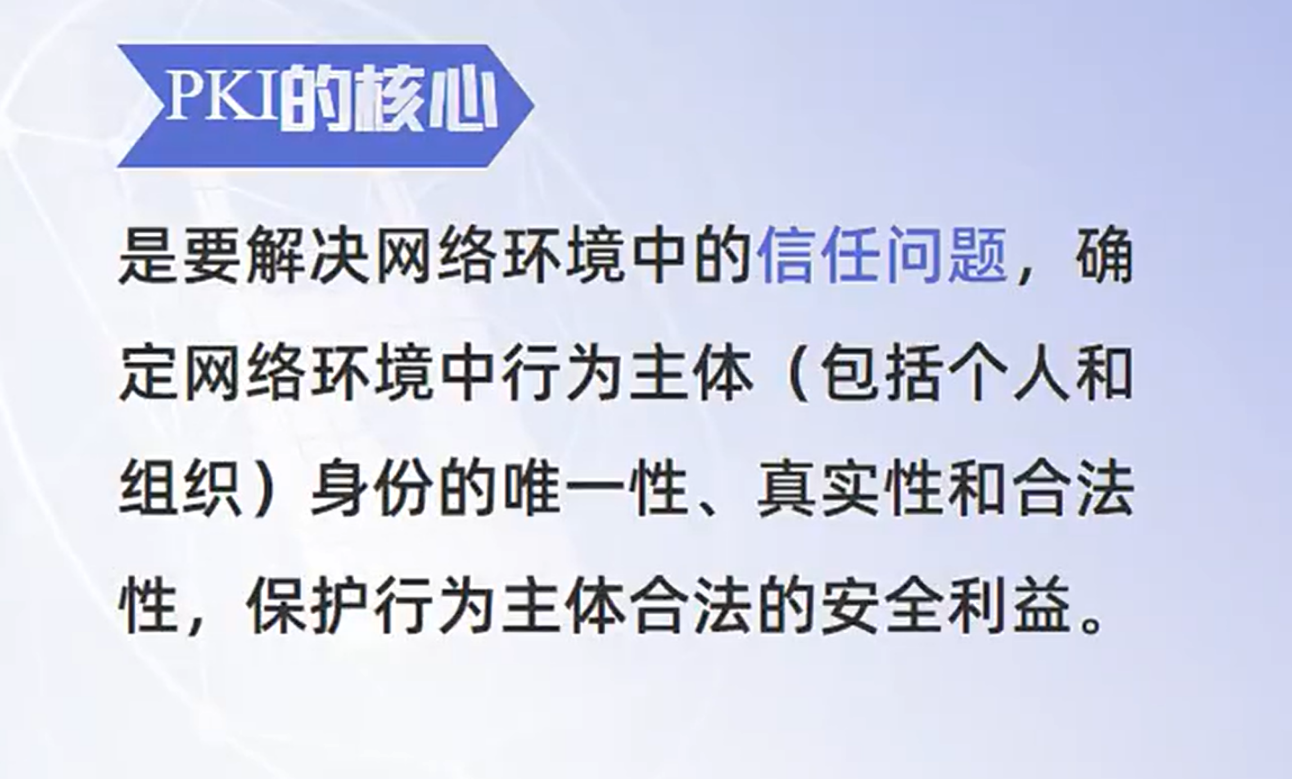 PKI的核心
是要解决网络环境中的信任问题，确
定网络环境中行为主体（包括个人和
组织）身份的唯一性、真实性和合法
性，保护行为主体合法的安全利益。